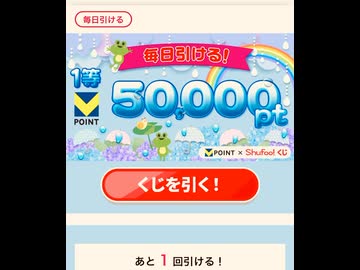 毎日引ける
毎日引ける!
1等
V
POINT
50,000pt
V POINT × Shufoo!くじ
くじを引く!
あと 1 回引ける!